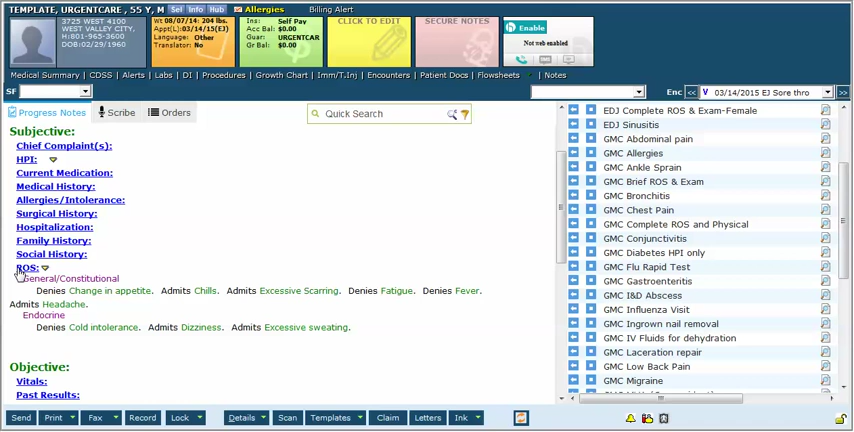 TEMPLATE, URGENTCARE , 55 Y, M Sel Info Hub Allergies Billing Alert
3725 WEST 4100
WEST VALLEY CITY,
H:801-965-3600
DOB:02/29/1960
Wt 08/07/14: 204 lbs.
Appt(L): 03/14/15(EJ)
Language: Other
Translator: No
Ins: Self Pay
Acc Bal: $0.00
Guar: URGENTCAR
Gr Bal: $0.00
CLICK TO EDIT
SECURE NOTES
Enable
Not web enabled
Medical Summary | CDSS | Alerts | Labs | DI | Procedures | Growth Chart | Imm/T.Inj | Encounters | Patient Docs | Flowsheets | Notes
SF Enc << V 03/14/2015 EJ Sore thro >>
Progress Notes Scribe Orders Quick Search
Subjective:
Chief Complaint(s):
HPI:
Current Medication:
Medical History:
Allergies/Intolerance:
Surgical History:
Hospitalization:
Family History:
Social History:
ROS:
General/Constitutional
Denies Change in appetite. Admits Chills. Admits Excessive Scarring. Denies Fatigue. Denies Fever.
Admits Headache.
Endocrine
Denies Cold intolerance. Admits Dizziness. Admits Excessive sweating.
Objective:
Vitals:
Past Results:
EDJ Complete ROS & Exam-Female
EDJ Sinusitis
GMC Abdominal pain
GMC Allergies
GMC Ankle Sprain
GMC Brief ROS & Exam
GMC Bronchitis
GMC Chest Pain
GMC Complete ROS and Physical
GMC Conjunctivitis
GMC Diabetes HPI only
GMC Flu Rapid Test
GMC Gastroenteritis
GMC I&D Abscess
GMC Influenza Visit
GMC Ingrown nail removal
GMC IV Fluids for dehydration
GMC Laceration repair
GMC Low Back Pain
GMC Migraine
Send Print Fax Record Lock Details Scan Templates Claim Letters Ink